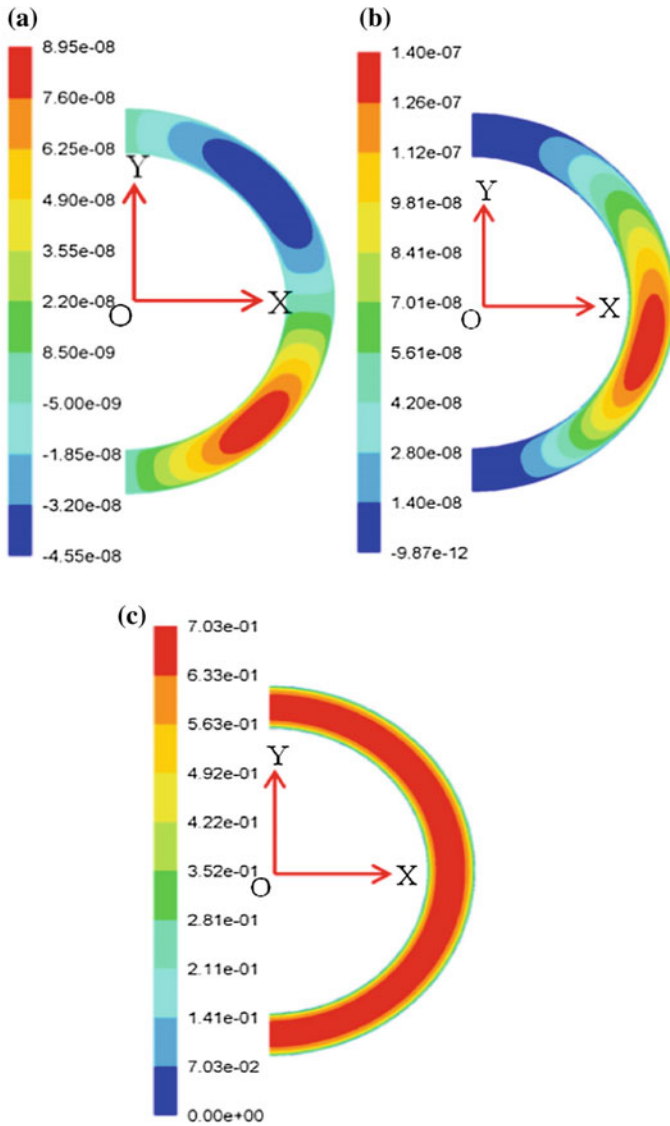 (a)
8.95e-08
7.60e-08
6.25e-08
4.90e-08
3.55e-08
2.20e-08
8.50e-09
-5.00e-09
-1.85e-08
-3.20e-08
-4.55e-08
Y
X
O
(b)
1.40e-07
1.26e-07
1.12e-07
9.81e-08
8.41e-08
7.01e-08
5.61e-08
4.20e-08
2.80e-08
1.40e-08
-9.87e-12
Y
X
O
(c)
7.03e-01
6.33e-01
5.63e-01
4.92e-01
4.22e-01
3.52e-01
2.81e-01
2.11e-01
1.41e-01
7.03e-02
0.00e+00
Y
X
O